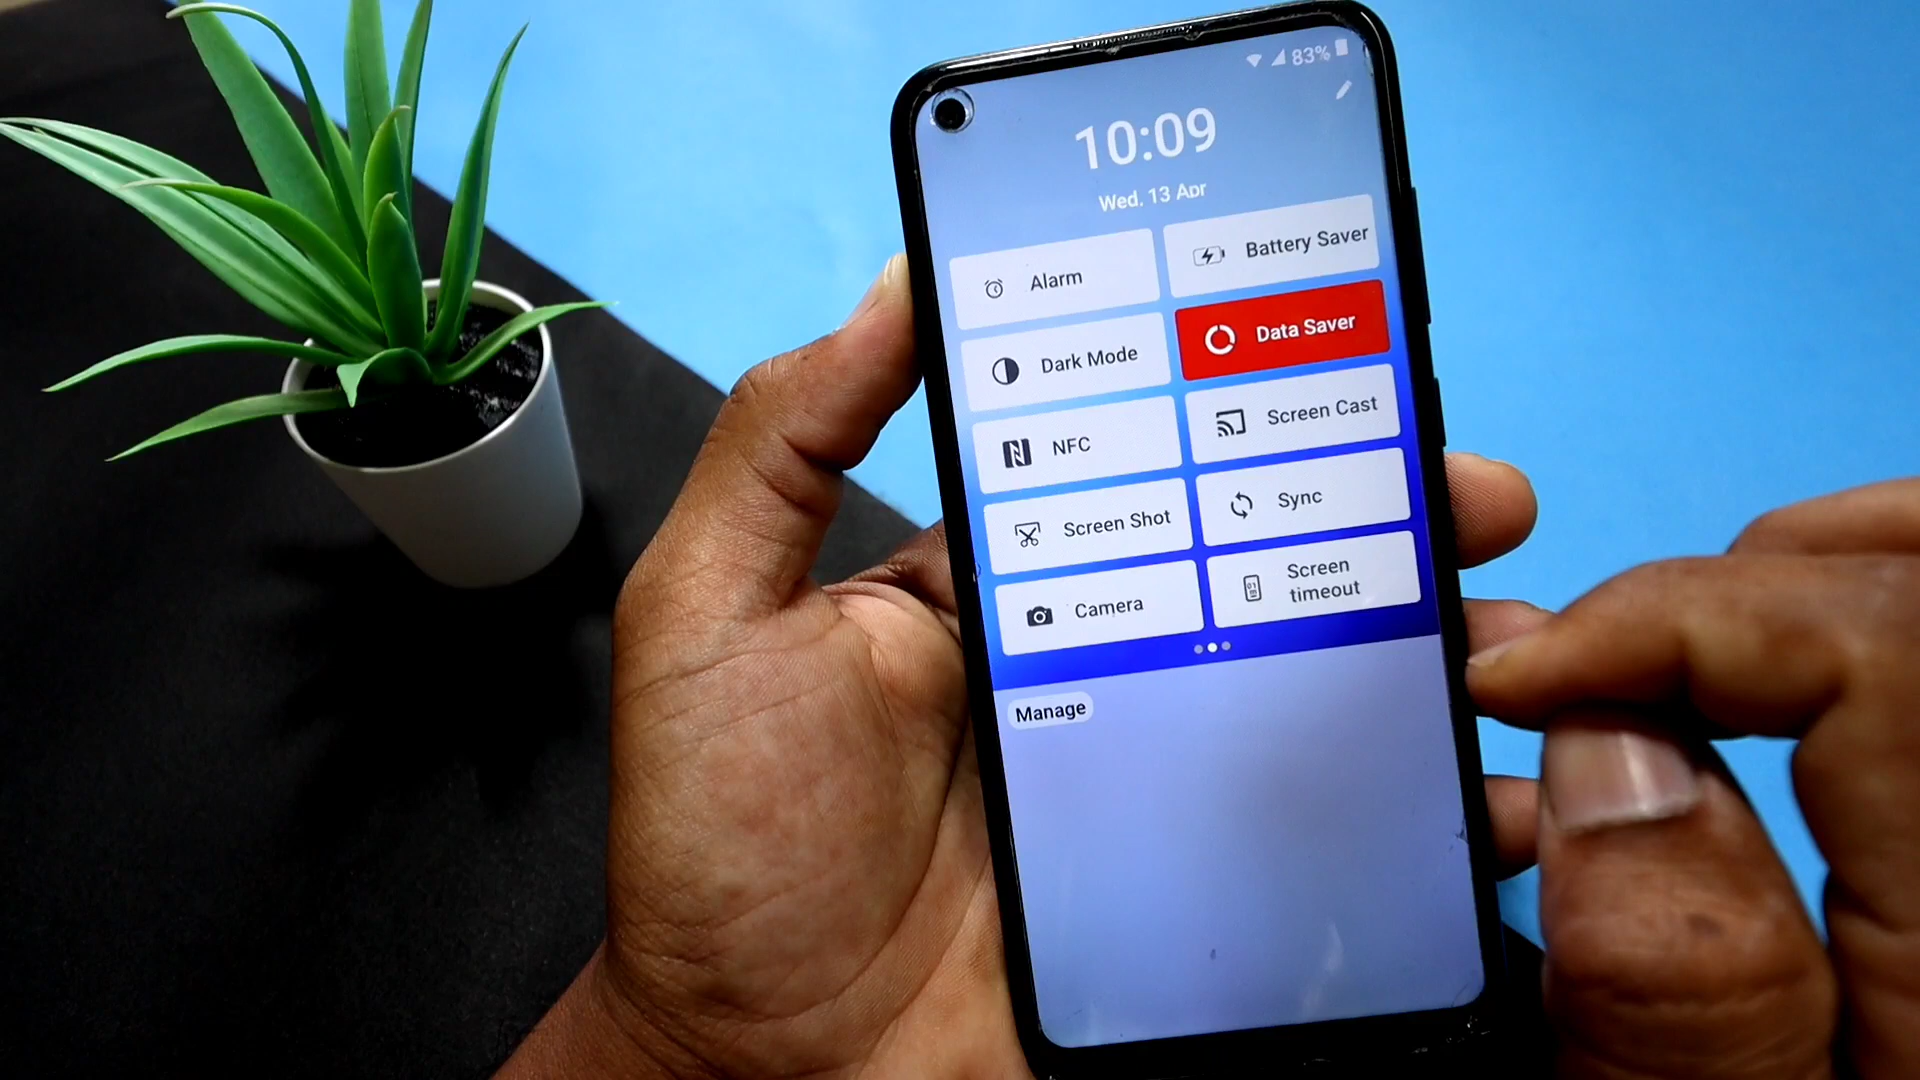 83%
10:09
Wed. 13 Apr
Alarm
Battery Saver
Dark Mode
Data Saver
NFC
Screen Cast
Screen Shot
Sync
Camera
Screen
timeout
Manage